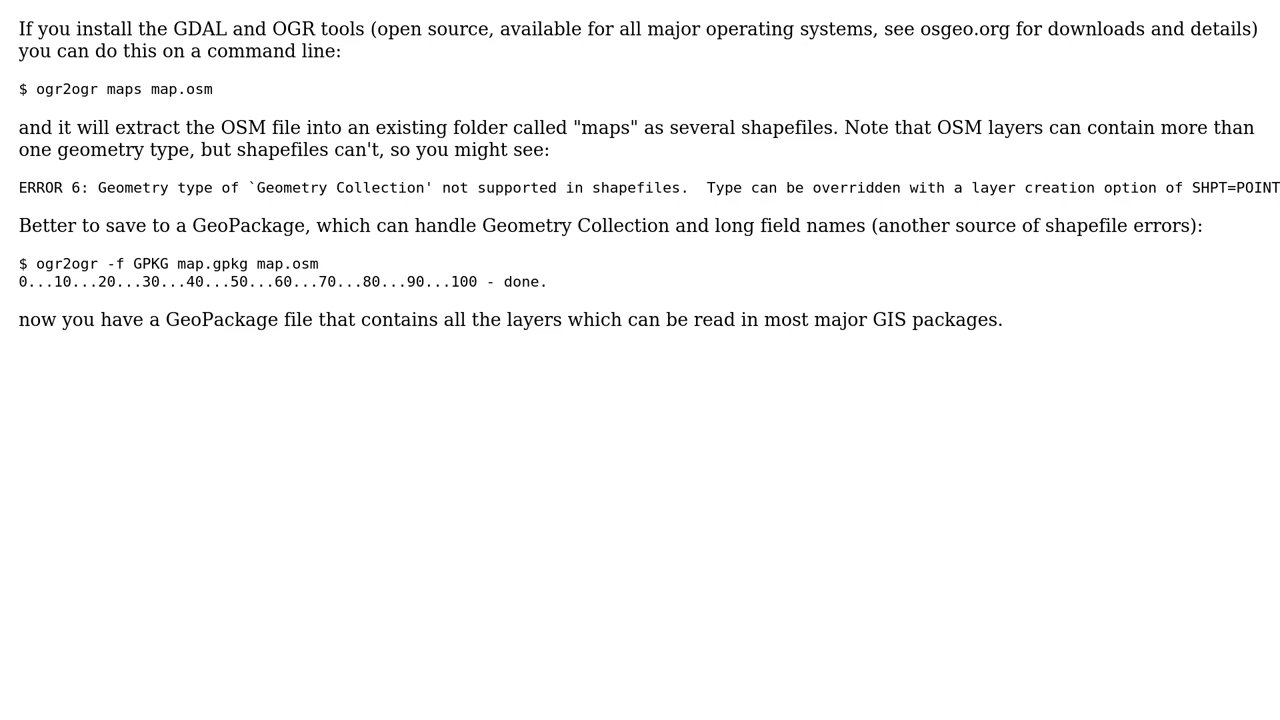 If you install the GDAL and OGR tools (open source, available for all major operating systems, see osgeo.org for downloads and details)
you can do this on a command line:
$ ogr2ogr maps map.osm
and it will extract the OSM file into an existing folder called "maps" as several shapefiles. Note that OSM layers can contain more than
one geometry type, but shapefiles can't, so you might see:
ERROR 6: Geometry type of `Geometry Collection' not supported in shapefiles.  Type can be overridden with a layer creation option of SHPT=POINT
Better to save to a GeoPackage, which can handle Geometry Collection and long field names (another source of shapefile errors):
$ ogr2ogr -f GPKG map.gpkg map.osm
0...10...20...30...40...50...60...70...80...90...100 - done.
now you have a GeoPackage file that contains all the layers which can be read in most major GIS packages.